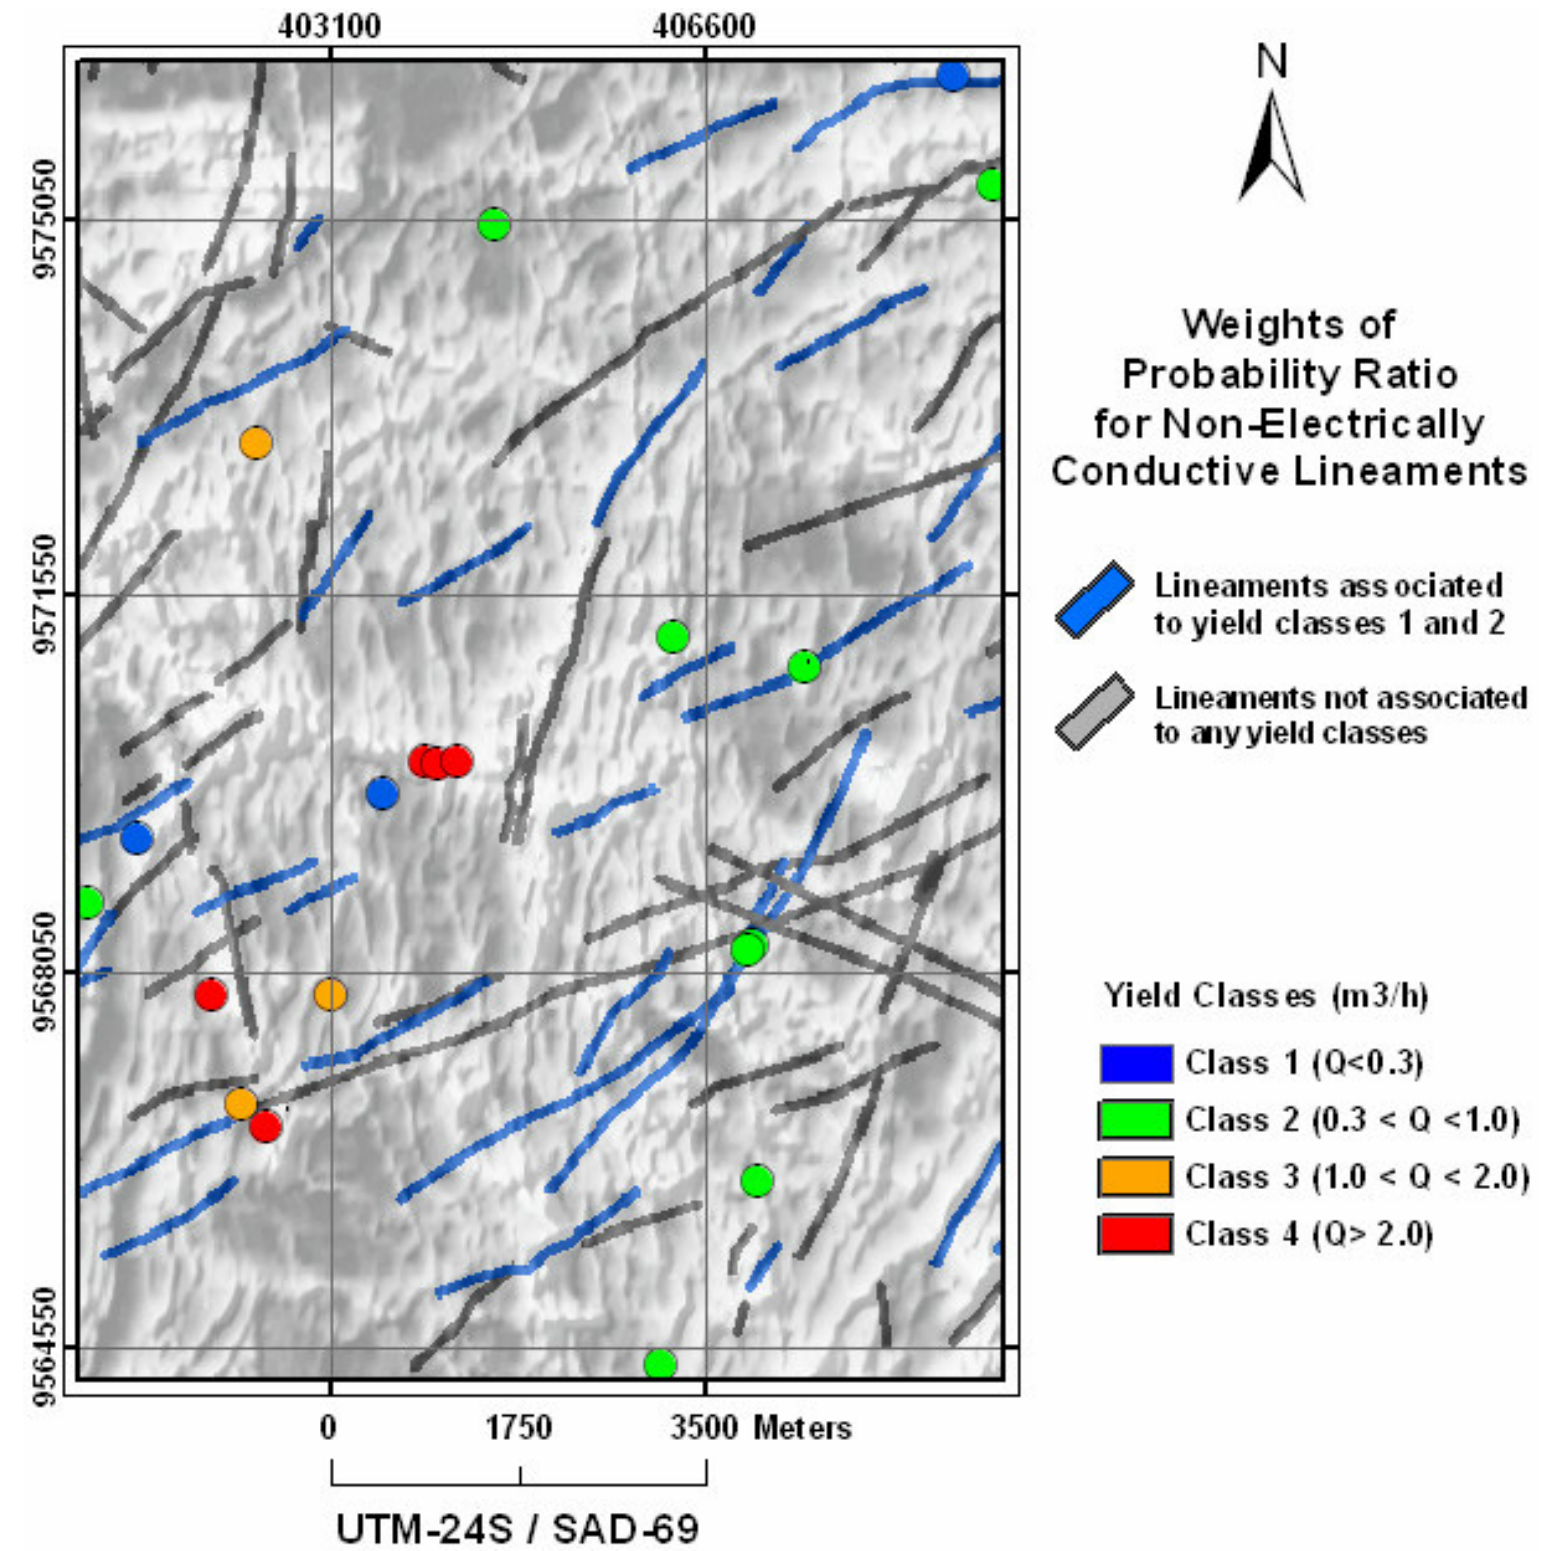 403100 406600
N
9575050
9571550
9568050
9564550
Weights of
Probability Ratio
for Non-Electrically
Conductive Lineaments
Lineaments associated
to yield classes 1 and 2
Lineaments not associated
to any yield classes
Yield Classes (m3/h)
Class 1 (Q<0.3)
Class 2 (0.3 < Q <1.0)
Class 3 (1.0 < Q < 2.0)
Class 4 (Q> 2.0)
0 1750 3500 Meters
UTM-24S / SAD-69